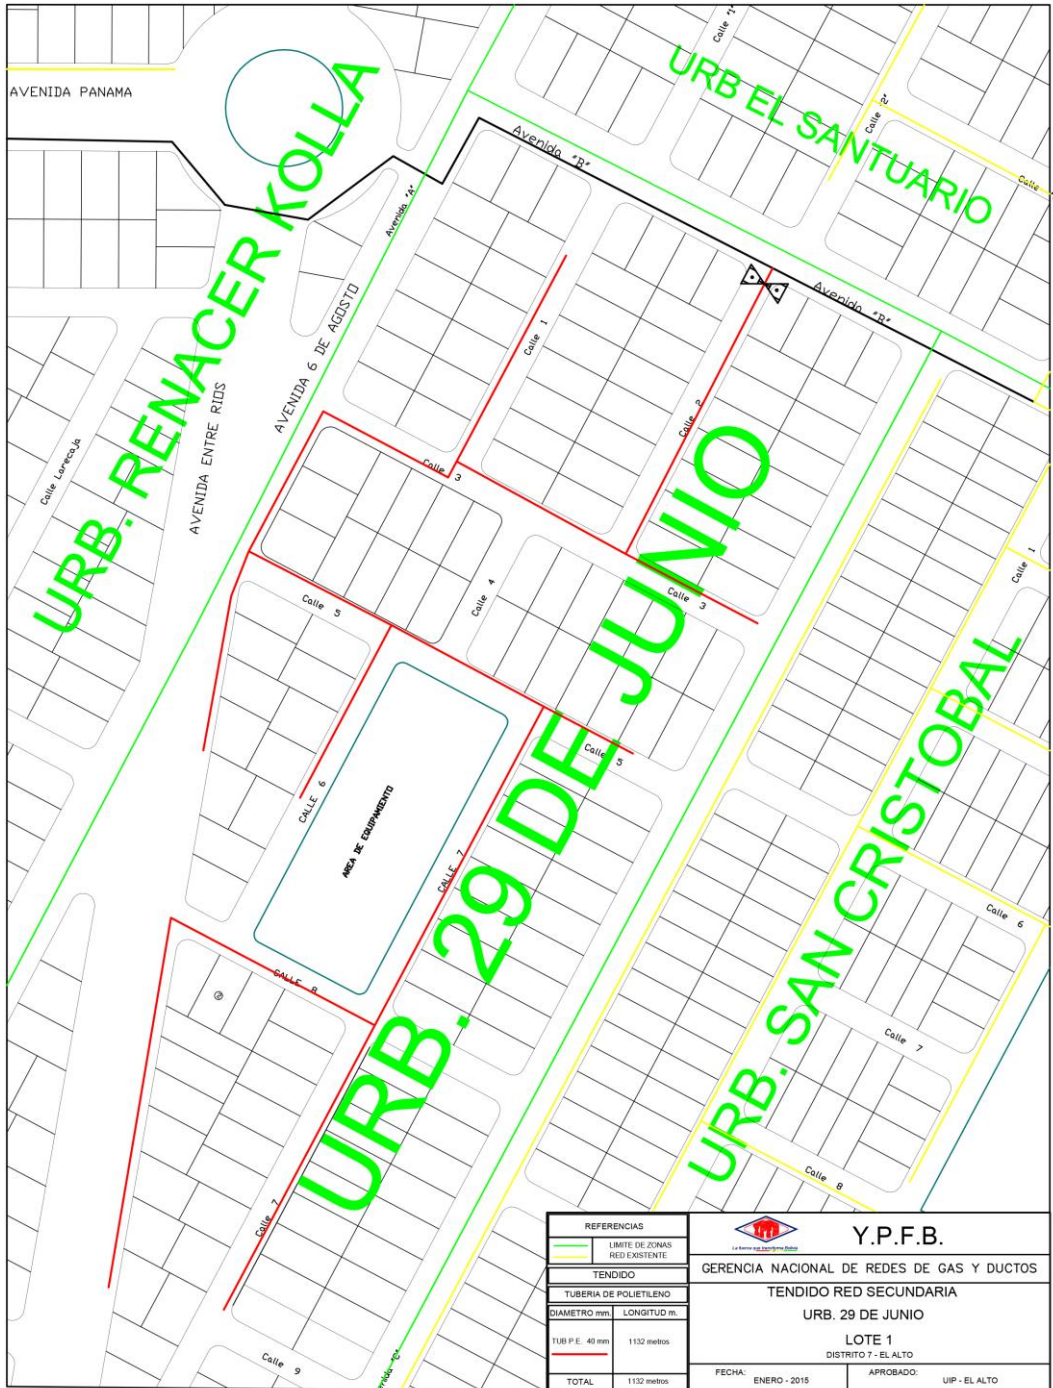 AVENIDA PANAMA
Calle "1"
URB EL SANTUARIO
Calle 2"
Calle
Avenida "B"
Avenida "A"
Avenida "B"
URB. RENACER KOLLA
AVENIDA 6 DE AGOSTO
AVENIDA ENTRE RIOS
Calle Larecaja
Calle 1
Calle 2
Calle 3
Calle 3
Calle 4
Calle 5
Calle 5
CALLE 6
AREA DE EQUIPAMIENTO
CALLE 7
CALLE 8
Calle 7
Calle 9
URB. 29 DE JUNIO
URB. SAN CRISTOBAL
Calle 1
Calle 6
Calle 7
Calle 8
REFERENCIAS
LIMITE DE ZONAS
RED EXISTENTE
TENDIDO
TUBERIA DE POLIETILENO
DIAMETRO mm. LONGITUD m.
TUB P.E. 40 mm 1132 metros
TOTAL 1132 metros
Y.P.F.B.
GERENCIA NACIONAL DE REDES DE GAS Y DUCTOS
TENDIDO RED SECUNDARIA
URB. 29 DE JUNIO
LOTE 1
DISTRITO 7 - EL ALTO
FECHA: ENERO - 2015
APROBADO: UIP - EL ALTO